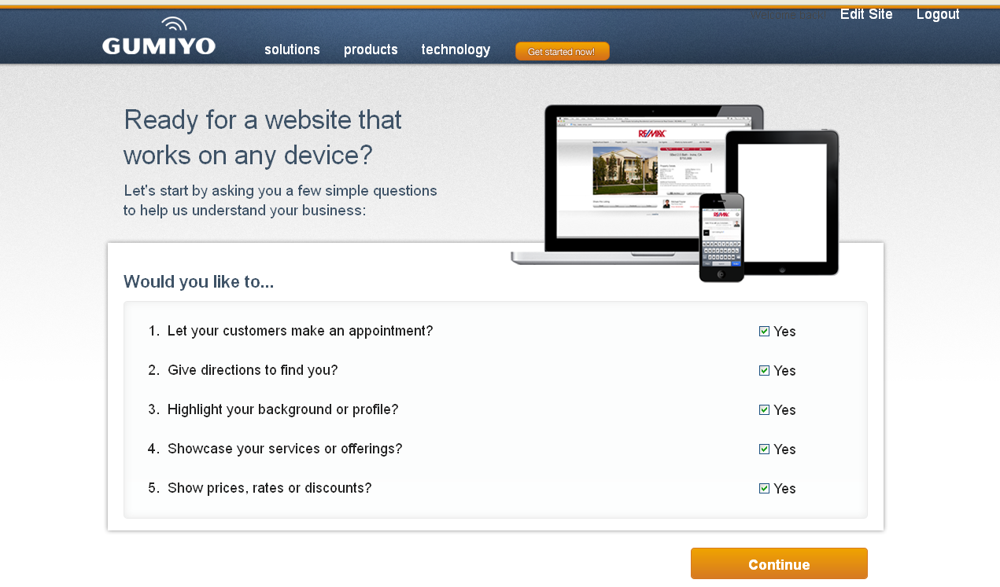 Welcome back! Edit Site Logout
GUMIYO
solutions products technology Get started now!
Ready for a website that
works on any device?
Let's start by asking you a few simple questions
to help us understand your business:
RE/MAX
RE/MAX
Would you like to...
1. Let your customers make an appointment? Yes
2. Give directions to find you? Yes
3. Highlight your background or profile? Yes
4. Showcase your services or offerings? Yes
5. Show prices, rates or discounts? Yes
Continue